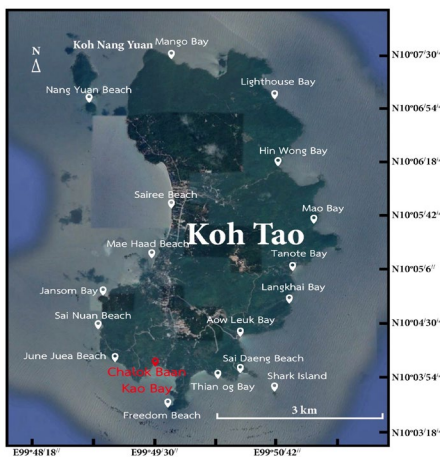 Koh Nang Yuan
Mango Bay
N
Nang Yuan Beach
Lighthouse Bay
Hin Wong Bay
Sairee Beach
Mao Bay
Koh Tao
Mae Haad Beach
Tanote Bay
Jansom Bay
Langkhai Bay
Sai Nuan Beach
Aow Leuk Bay
June Juea Beach
Chalok Baan
Kao Bay
Sai Daeng Beach
Thian og Bay
Shark Island
Freedom Beach
3 km
N10°07'30''
N10°06'54''
N10°06'18''
N10°05'42''
N10°05'6''
N10°04'30''
N10°03'54''
N10°03'18''
E99°48'18''
E99°49'30''
E99°50'42''